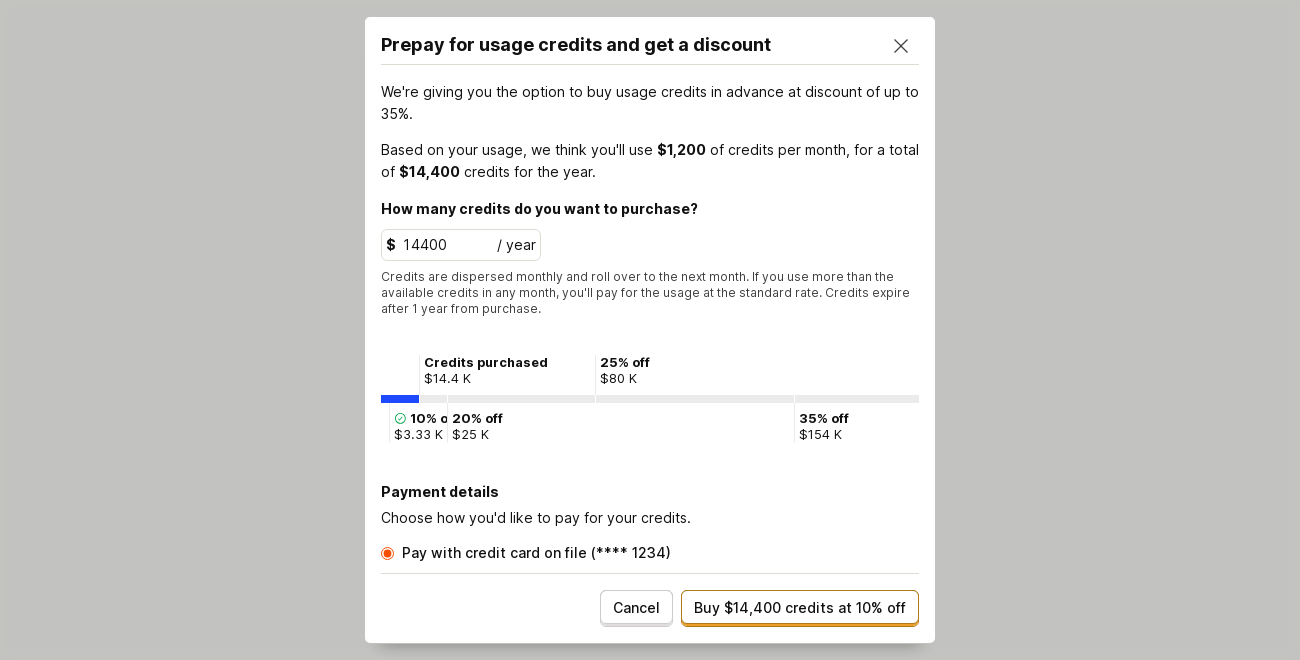 Prepay for usage credits and get a discount
We're giving you the option to buy usage credits in advance at discount of up to
35%.
Based on your usage, we think you'll use $1,200 of credits per month, for a total
of $14,400 credits for the year.
How many credits do you want to purchase?
$ 14400 / year
Credits are dispersed monthly and roll over to the next month. If you use more than the
available credits in any month, you'll pay for the usage at the standard rate. Credits expire
after 1 year from purchase.
Credits purchased 25% off
$14.4 K $80 K
10% o 20% off 35% off
$3.33 K $25 K $154 K
Payment details
Choose how you'd like to pay for your credits.
Pay with credit card on file (**** 1234)
Cancel Buy $14,400 credits at 10% off